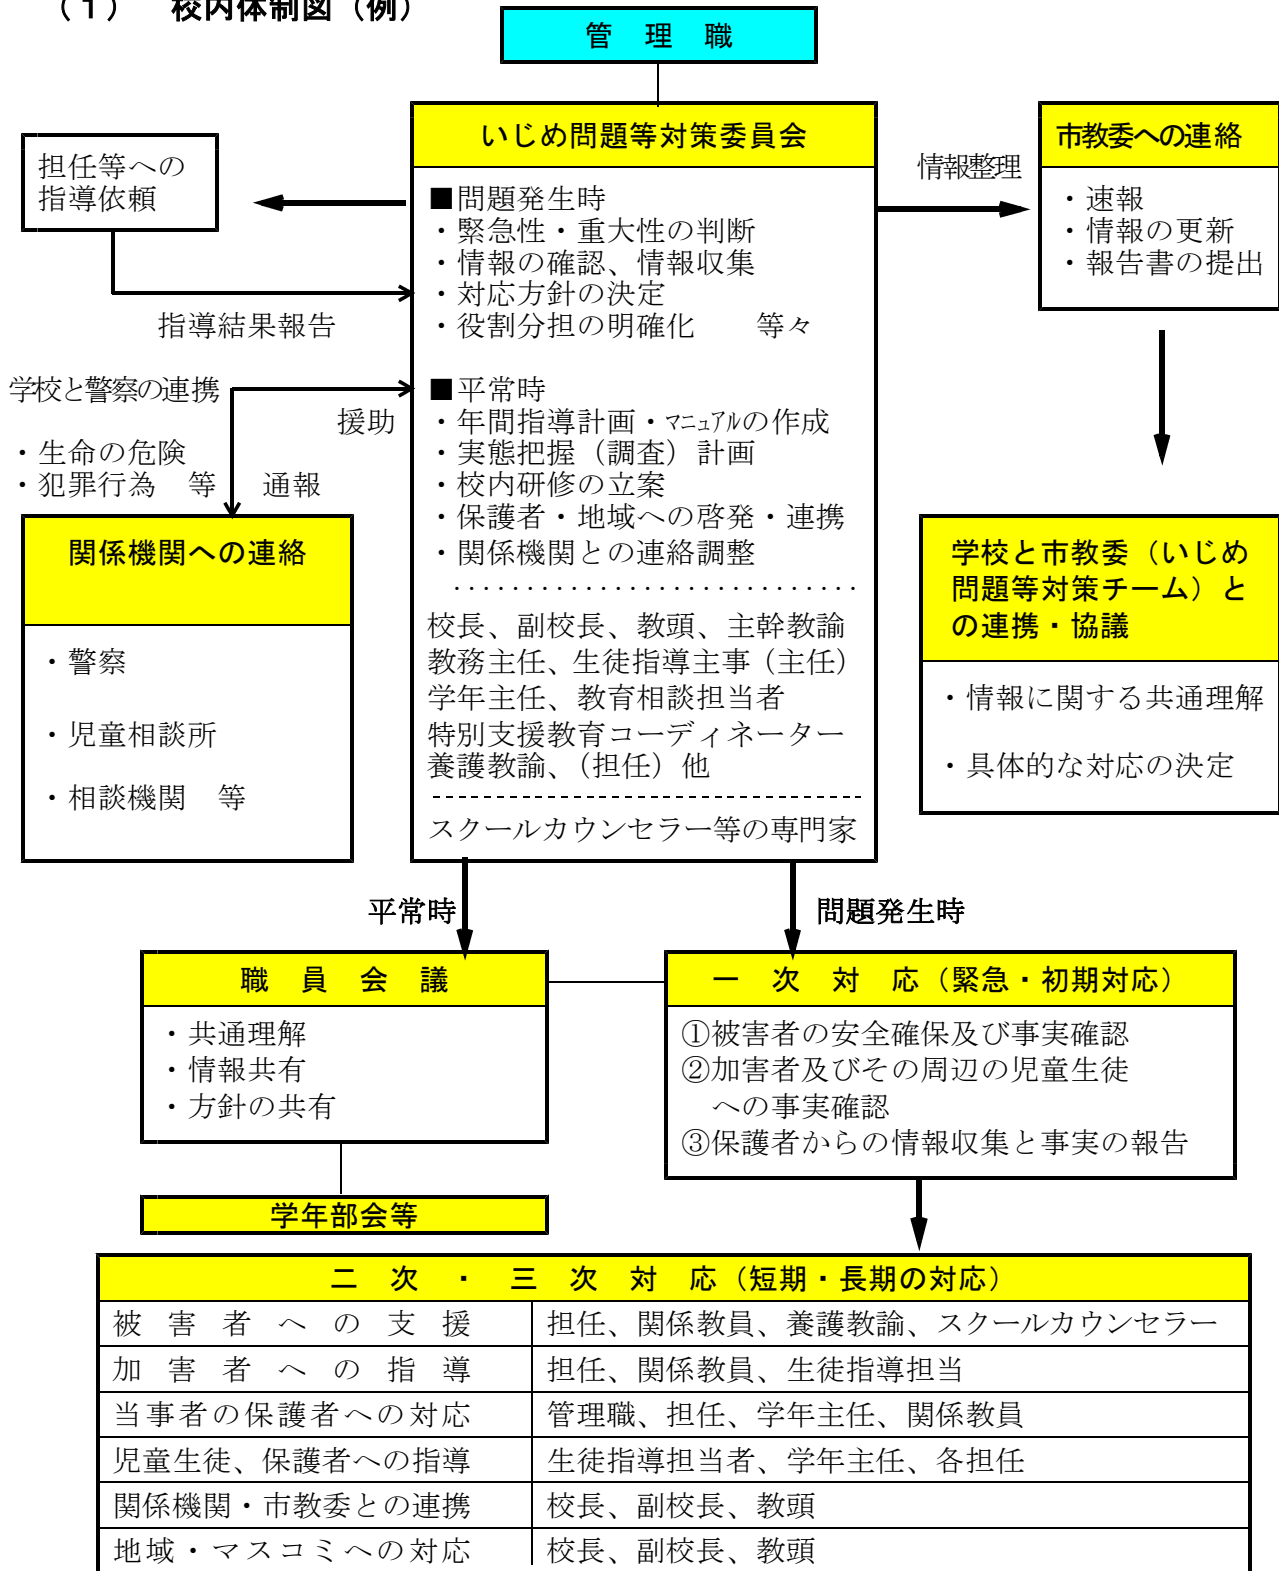 （１）　校内体制図（例）
管　理　職
いじめ問題等対策委員会
■問題発生時
・緊急性・重大性の判断
・情報の確認、情報収集
・対応方針の決定
・役割分担の明確化　　等々
■平常時
・年間指導計画・マニュアルの作成
・実態把握（調査）計画
・校内研修の立案
・保護者・地域への啓発・連携
・関係機関との連絡調整
校長、副校長、教頭、主幹教諭
教務主任、生徒指導主事（主任）
学年主任、教育相談担当者
特別支援教育コーディネーター
養護教諭、（担任）他
スクールカウンセラー等の専門家
担任等への
指導依頼
指導結果報告
学校と警察の連携
援助
・生命の危険
・犯罪行為　等
通報
関係機関への連絡
・警察
・児童相談所
・相談機関　等
情報整理
市教委への連絡
・速報
・情報の更新
・報告書の提出
学校と市教委（いじめ
問題等対策チーム）と
の連携・協議
・情報に関する共通理解
・具体的な対応の決定
平常時
問題発生時
職　員　会　議
・共通理解
・情報共有
・方針の共有
学年部会等
一　次　対　応（緊急・初期対応）
①被害者の安全確保及び事実確認
②加害者及びその周辺の児童生徒
への事実確認
③保護者からの情報収集と事実の報告
二　次　・　三　次　対　応（短期・長期の対応）
被　害　者　へ　の　支　援　担任、関係教員、養護教諭、スクールカウンセラー
加　害　者　へ　の　指　導　担任、関係教員、生徒指導担当
当事者の保護者への対応　管理職、担任、学年主任、関係教員
児童生徒、保護者への指導　生徒指導担当者、学年主任、各担任
関係機関・市教委との連携　校長、副校長、教頭
地域・マスコミへの対応　校長、副校長、教頭